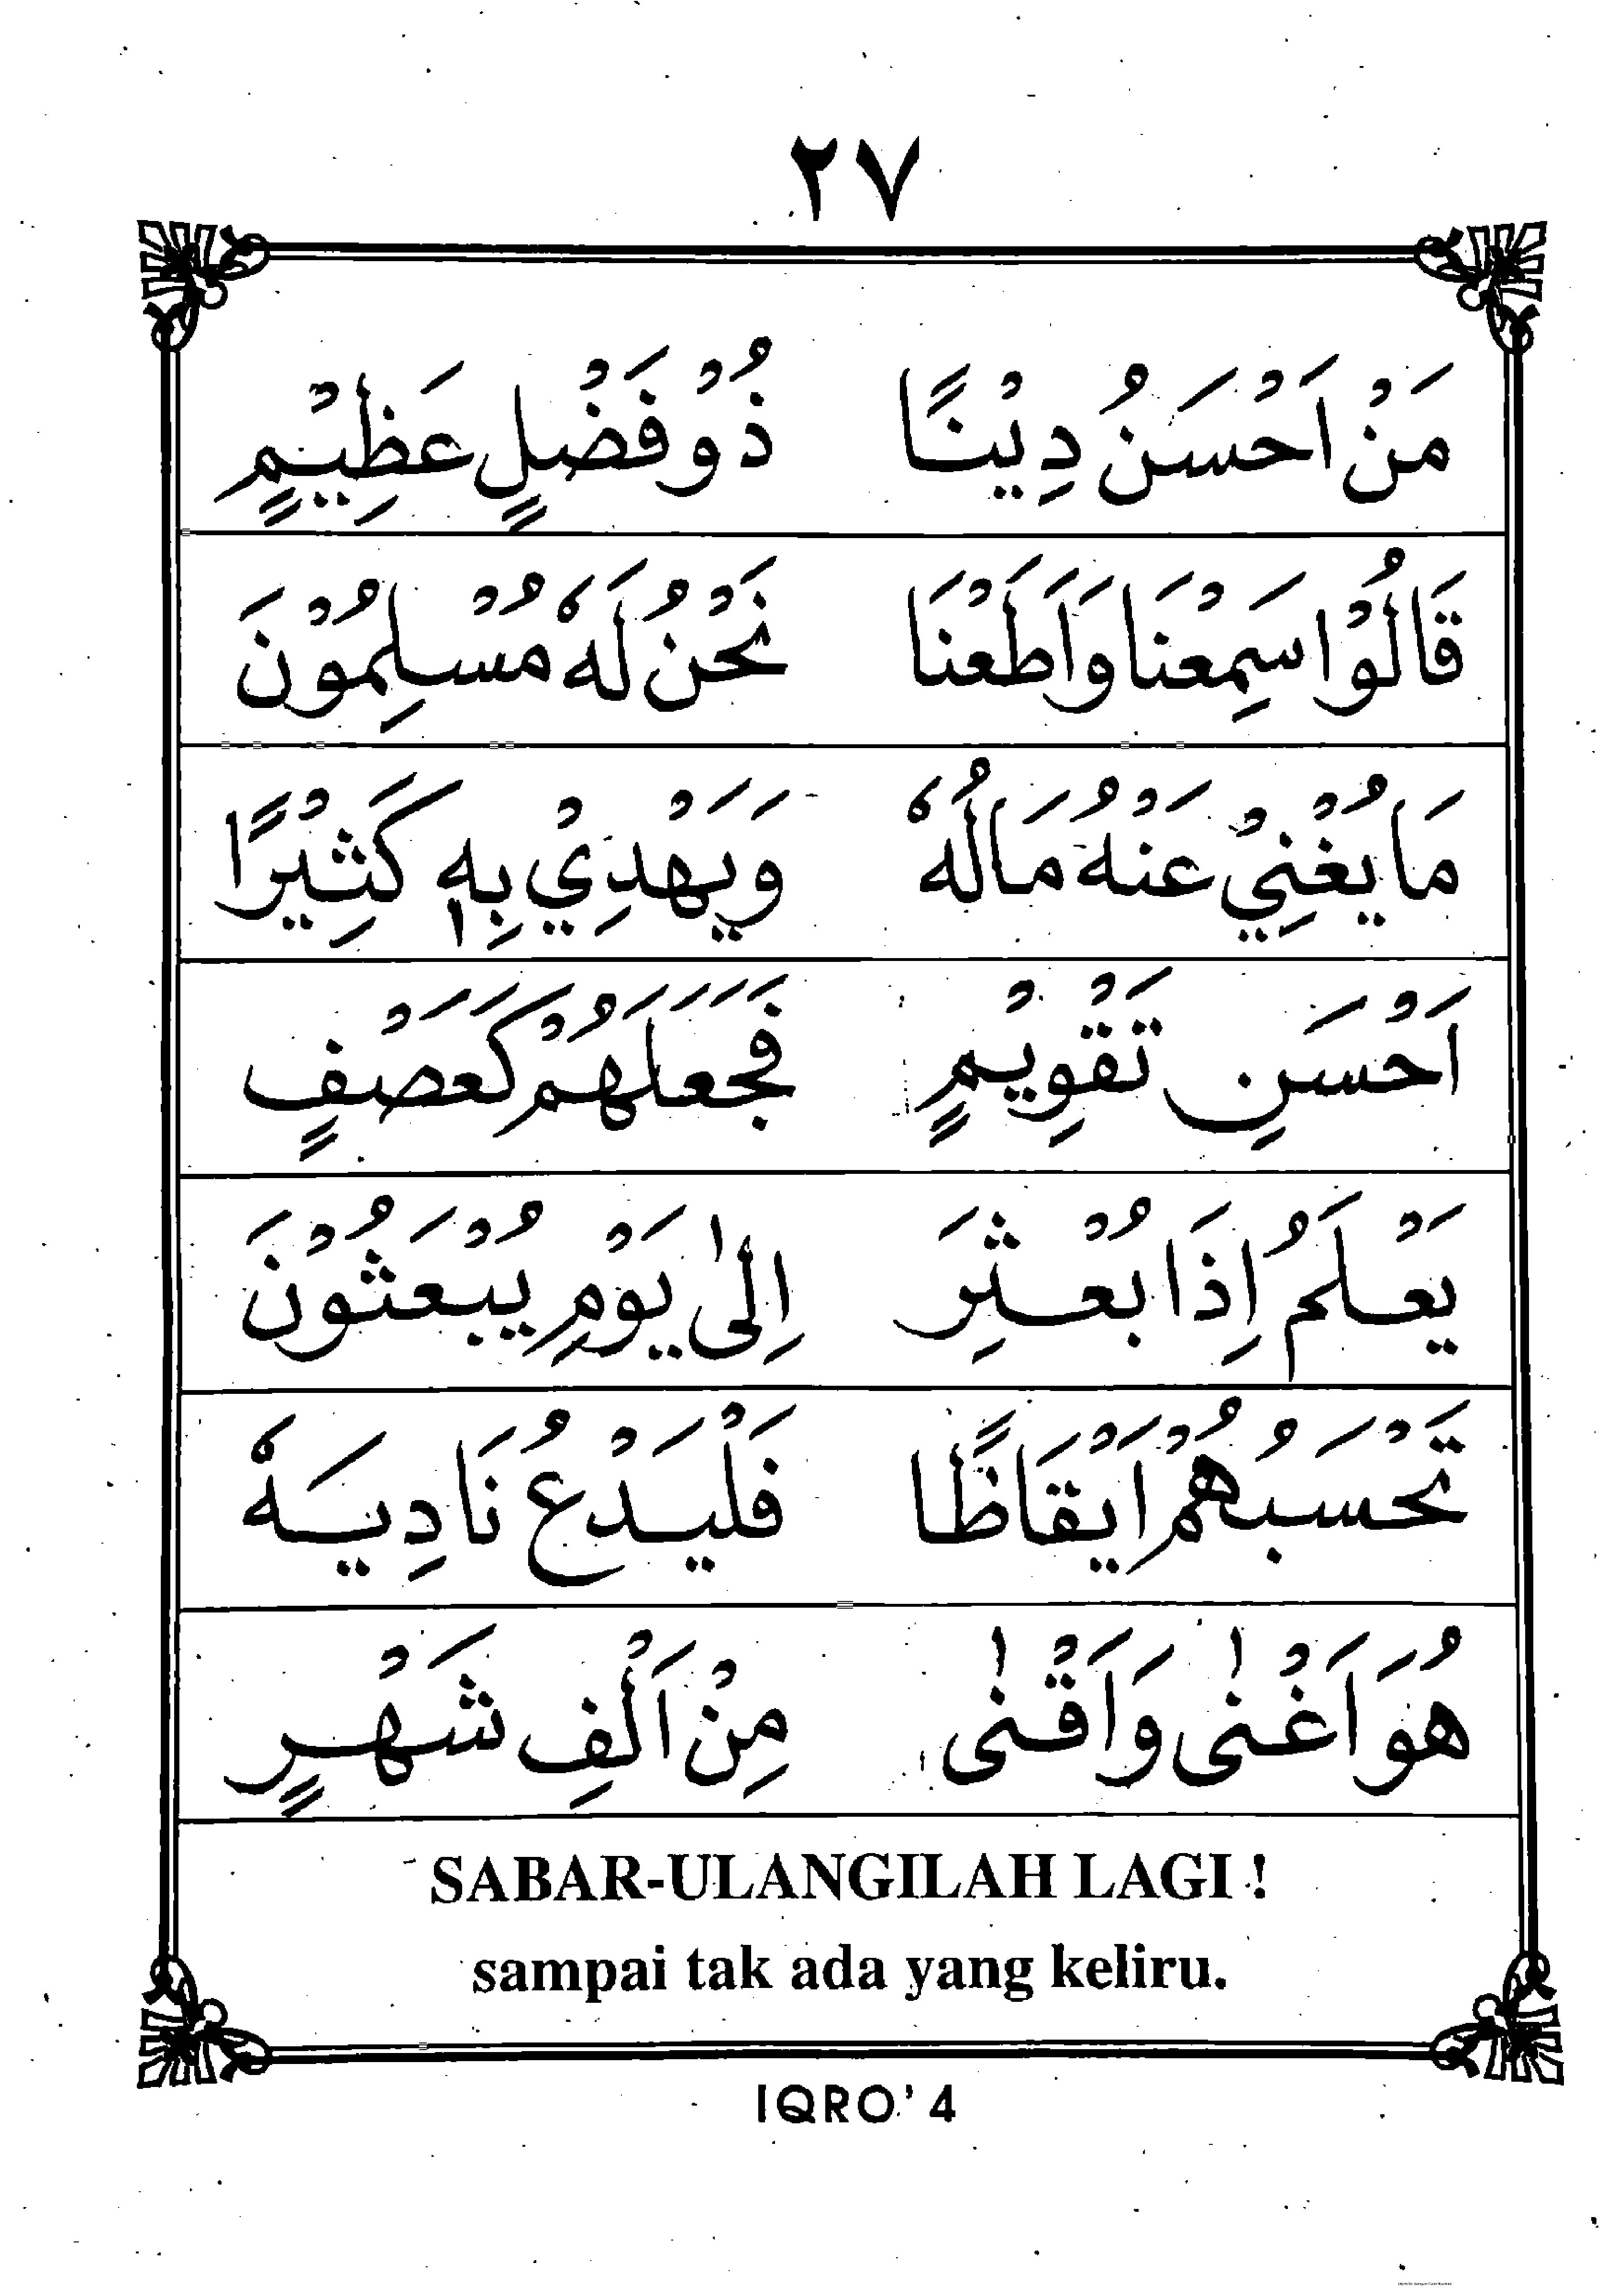 ٢٧
مَنْ اَحْسَنُ دِيْنًا ذُوْ فَضْلٍ عَظِيْمٍ
قَالُوْا سَمِعْنَا وَاَطَعْنَا نَحْنُ لَهٗ مُسْلِمُوْنَ
مَا يُغْنِيْ عَنْهُ مَالُهٗ وَيَهْدِيْ بِهٖ كَثِيْرًا
اَحْسَنِ تَقْوِيْمٍ فَجَعَلَهُمْ كَعَصْفٍ
يَعْلَمُ اِذَا بُعْثِرَ اِلٰى يَوْمِ يُبْعَثُوْنَ
تَحْسَبُهُمْ اَيْقَاظًا فَلْيَدْعُ نَادِيَهٗ
هُوَ اَغْنٰى وَاَقْنٰى مِنْ اَلْفِ شَهْرٍ
SABAR-ULANGILAH LAGI !
sampai tak ada yang keliru.
IQRO' 4